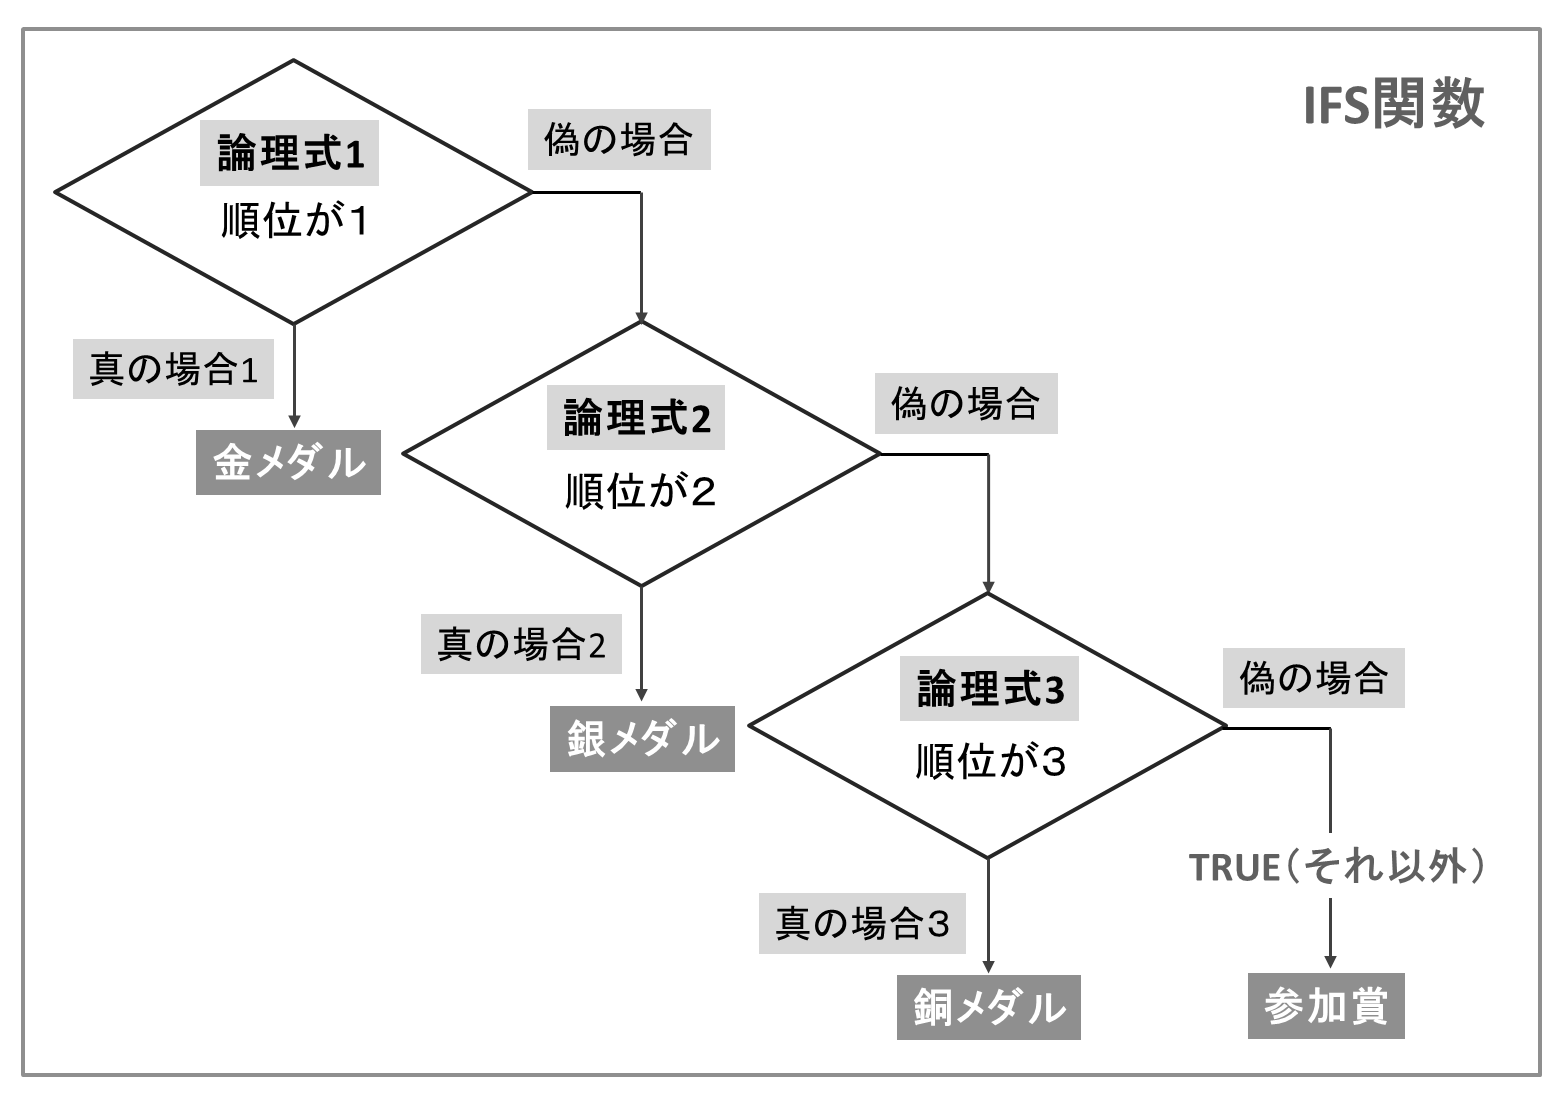 IFS関数
論理式1
順位が１
偽の場合
真の場合1
金メダル
論理式2
順位が２
偽の場合
真の場合2
銀メダル
論理式3
順位が３
偽の場合
真の場合３
銅メダル
TRUE（それ以外）
参加賞